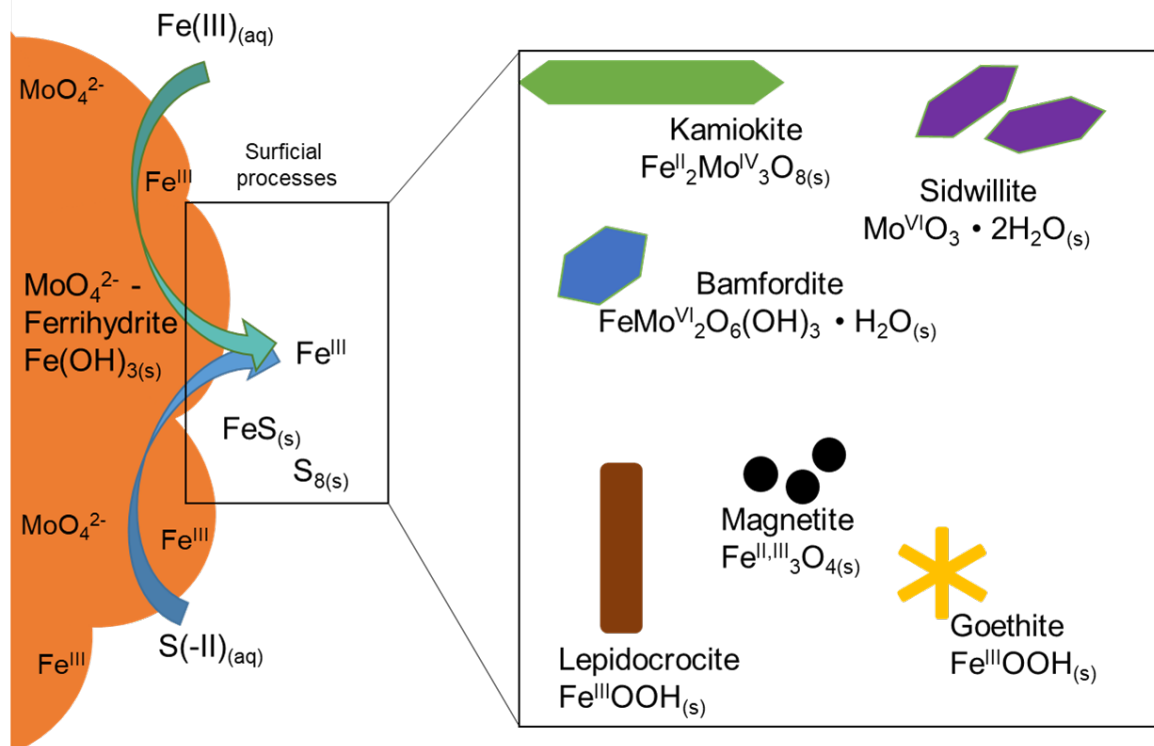 Fe(III)(aq)
MoO₄²⁻
Feᴵᴵᴵ
Surficial
processes
MoO₄²⁻ -
Ferrihydrite
Fe(OH)₃(s)
Feᴵᴵᴵ
FeS(s)
S₈(s)
MoO₄²⁻
Feᴵᴵᴵ
S(-II)(aq)
Feᴵᴵᴵ
Kamiokite
Feᴵᴵ₂Moᴵⱽ₃O₈(s)
Sidwillite
MoⱽᴵO₃ • 2H₂O(s)
Bamfordite
FeMoⱽᴵ₂O₆(OH)₃ • H₂O(s)
Magnetite
Feᴵᴵ,ᴵᴵᴵ₃O₄(s)
Goethite
FeᴵᴵᴵOOH(s)
Lepidocrocite
FeᴵᴵᴵOOH(s)